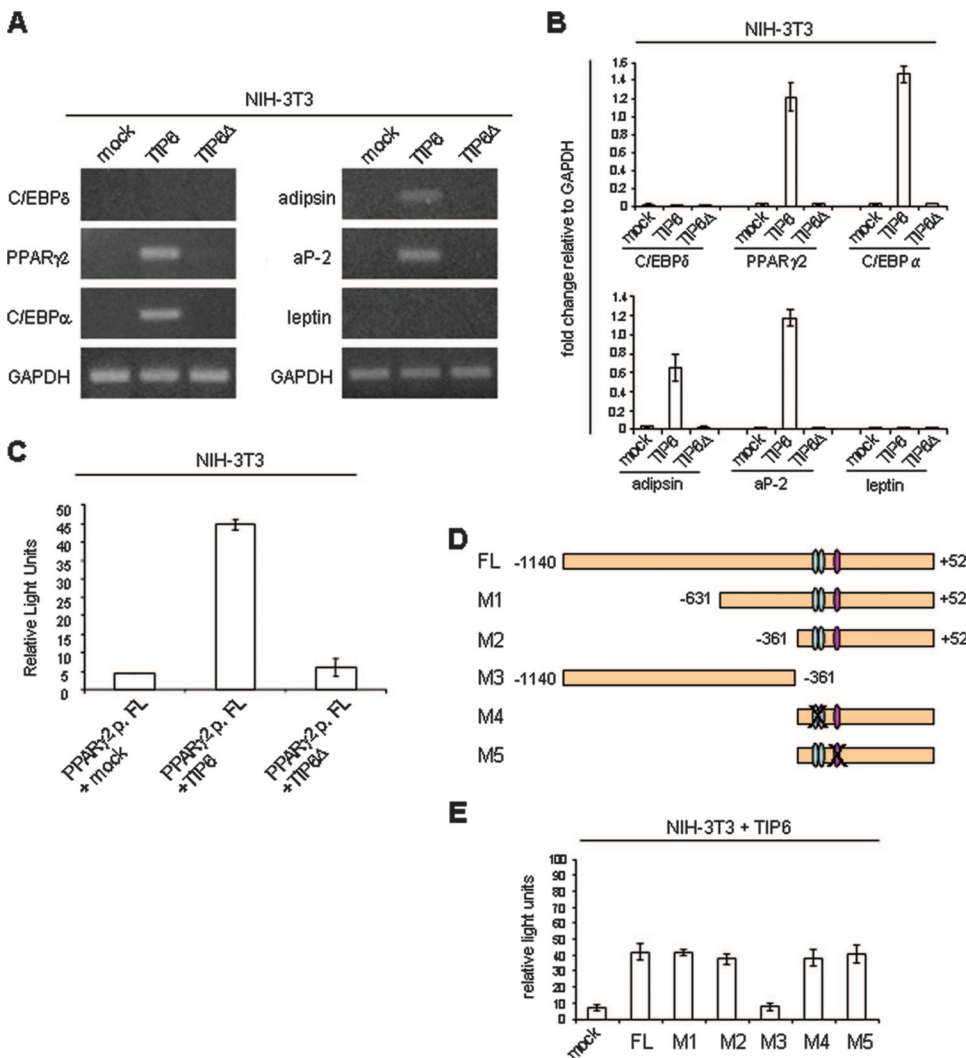 A
NIH-3T3
mock TIP6 TIP6Δ
mock TIP6 TIP6Δ
C/EBPδ
PPARγ2
C/EBPα
GAPDH
adipsin
aP-2
leptin
GAPDH
B
NIH-3T3
fold change relative to GAPDH
1.6
1.4
1.2
1.0
0.8
0.6
0.4
0.2
0
mock TIP6 TIP6Δ mock TIP6 TIP6Δ mock TIP6 TIP6Δ
C/EBPδ PPARγ2 C/EBP α
1.4
1.2
1.0
0.8
0.6
0.4
0.2
0
mock TIP6 TIP6Δ mock TIP6 TIP6Δ mock TIP6 TIP6Δ
adipsin aP-2 leptin
C
NIH-3T3
Relative Light Units
50
45
40
35
30
25
20
15
10
5
0
PPARγ2 p. FL
+ mock
PPARγ2 p. FL
+TIP6
PPARγ2 p. FL
+TIP6Δ
D
FL -1140 +52
M1 -631 +52
M2 -361 +52
M3 -1140 -361
M4
M5
E
NIH-3T3 + TIP6
relative light units
100
90
80
70
60
50
40
30
20
10
0
mock FL M1 M2 M3 M4 M5